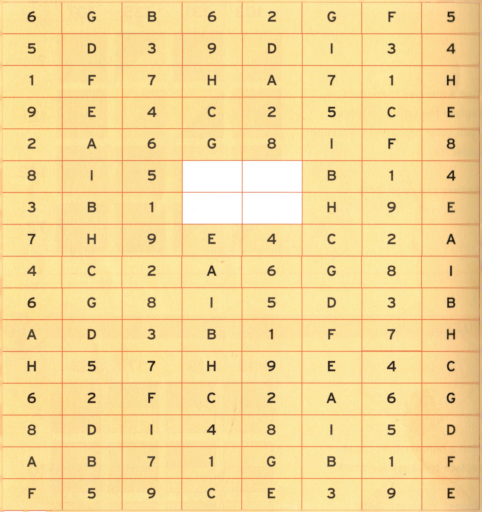 6 G B 6 2 G F 5
5 D 3 9 D I 3 4
1 F 7 H A 7 1 H
9 E 4 C 2 5 C E
2 A 6 G 8 I F 8
8 I 5 B 1 4
3 B 1 H 9 E
7 H 9 E 4 C 2 A
4 C 2 A 6 G 8 I
6 G 8 I 5 D 3 B
A D 3 B 1 F 7 H
H 5 7 H 9 E 4 C
6 2 F C 2 A 6 G
8 D I 4 8 I 5 D
A B 7 1 G B 1 F
F 5 9 C E 3 9 E